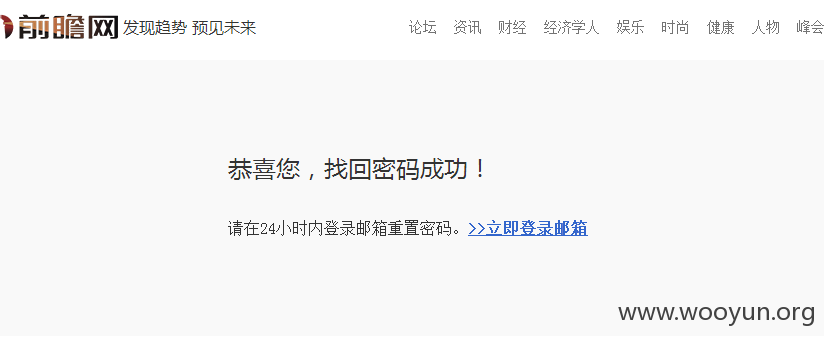 前瞻网 发现趋势 预见未来 论坛 资讯 财经 经济学人 娱乐 时尚 健康 人物 峰会
恭喜您，找回密码成功！
请在24小时内登录邮箱重置密码。>>立即登录邮箱
www.wooyun.org